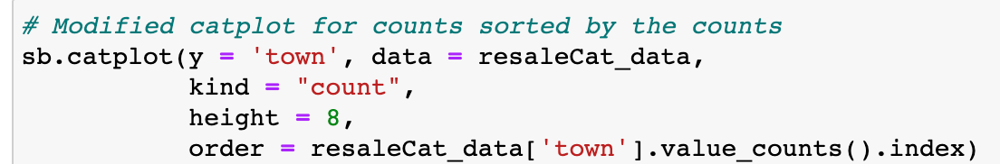 # Modified catplot for counts sorted by the counts
sb.catplot(y = 'town', data = resaleCat_data,
kind = "count",
height = 8,
order = resaleCat_data['town'].value_counts().index)